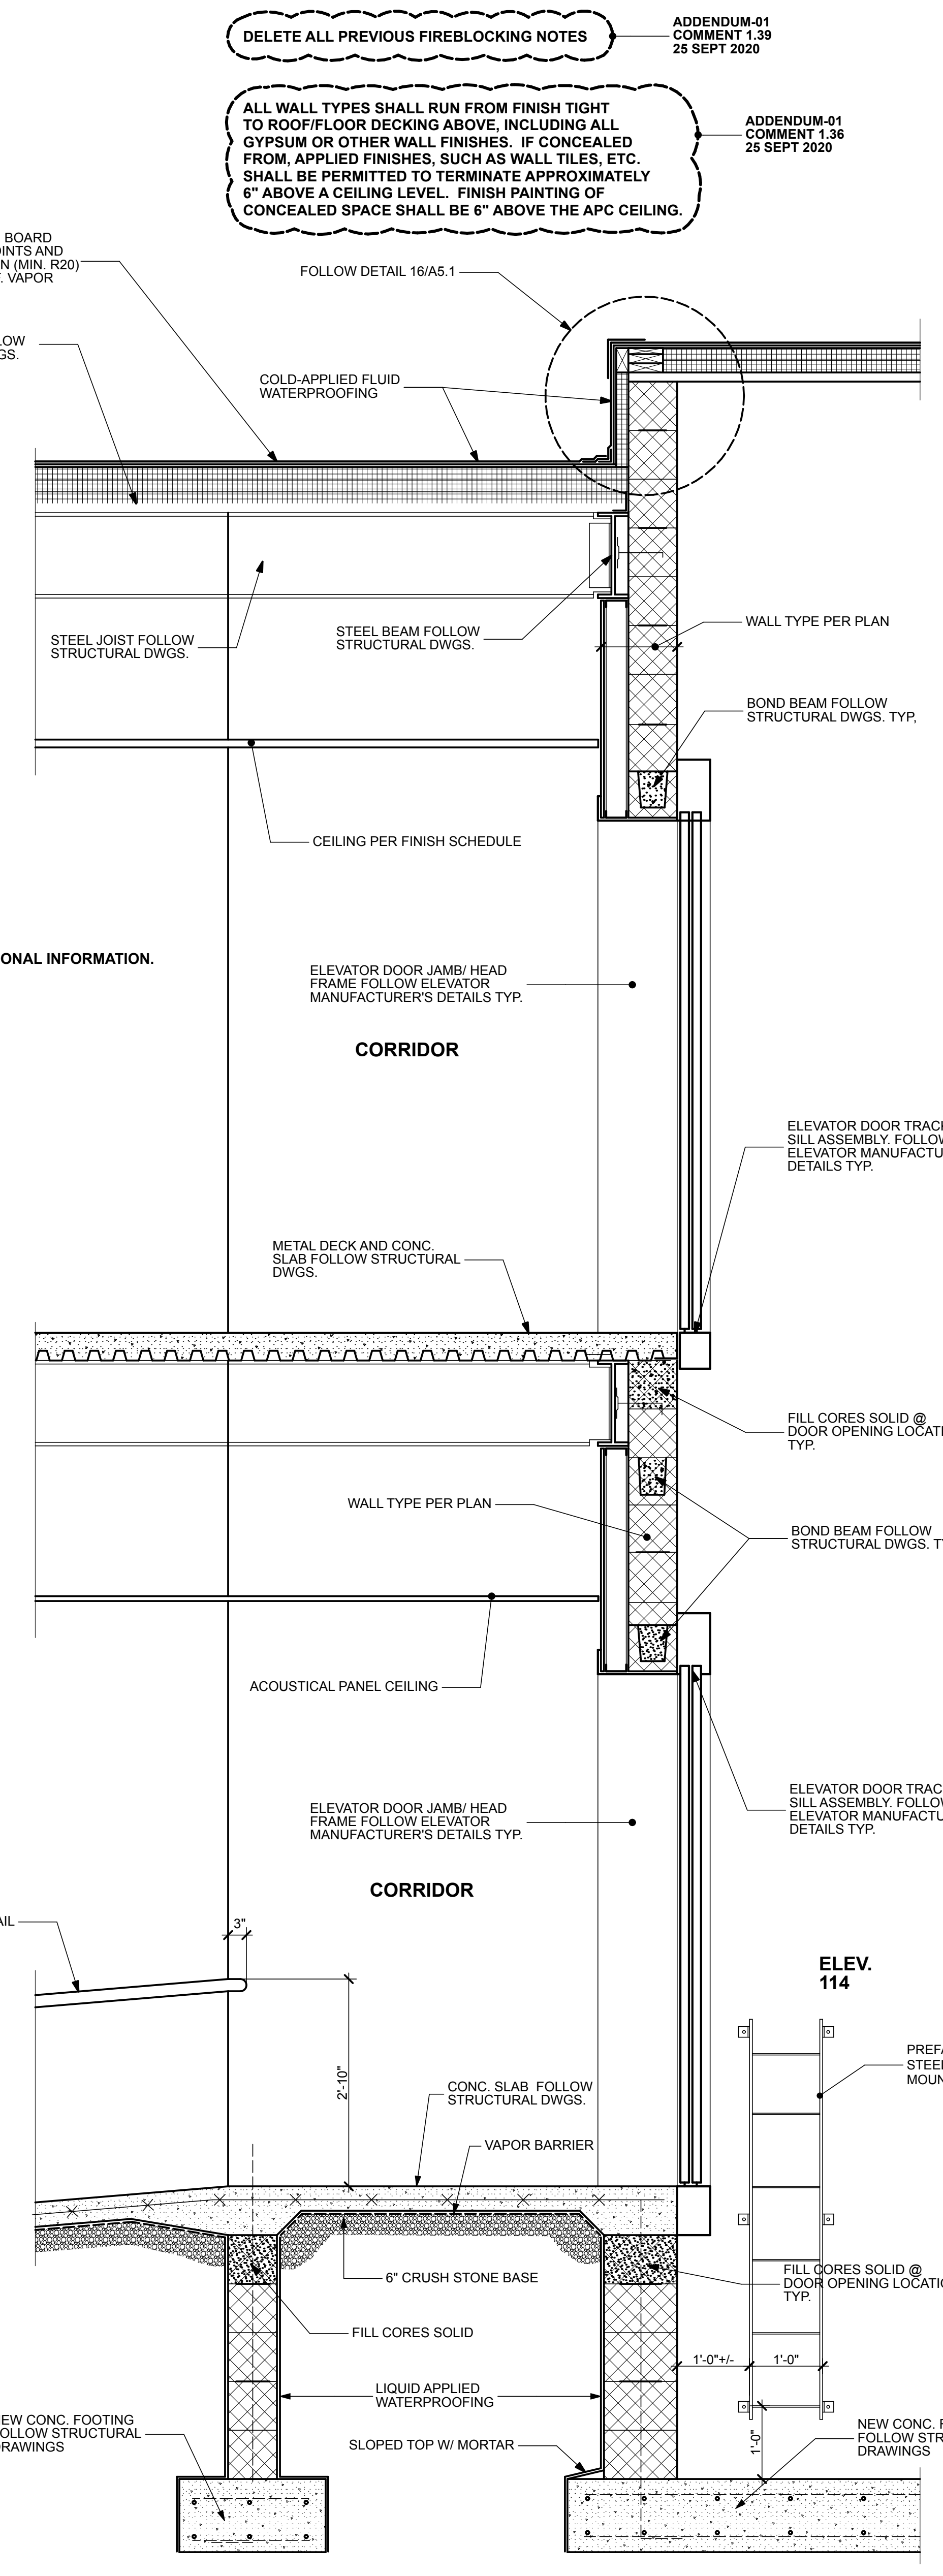 DELETE ALL PREVIOUS FIREBLOCKING NOTES
ADDENDUM-01
COMMENT 1.39
25 SEPT 2020
ALL WALL TYPES SHALL RUN FROM FINISH TIGHT
TO ROOF/FLOOR DECKING ABOVE, INCLUDING ALL
GYPSUM OR OTHER WALL FINISHES. IF CONCEALED
FROM, APPLIED FINISHES, SUCH AS WALL TILES, ETC.
SHALL BE PERMITTED TO TERMINATE APPROXIMATELY
6" ABOVE A CEILING LEVEL. FINISH PAINTING OF
CONCEALED SPACE SHALL BE 6" ABOVE THE APC CEILING.
ADDENDUM-01
COMMENT 1.36
25 SEPT 2020
BOARD
OINTS AND
N (MIN. R20)
. VAPOR
FOLLOW DETAIL 16/A5.1
LOW
GS.
COLD-APPLIED FLUID
WATERPROOFING
STEEL JOIST FOLLOW
STRUCTURAL DWGS.
STEEL BEAM FOLLOW
STRUCTURAL DWGS.
WALL TYPE PER PLAN
BOND BEAM FOLLOW
STRUCTURAL DWGS. TYP,
CEILING PER FINISH SCHEDULE
ONAL INFORMATION.
ELEVATOR DOOR JAMB/ HEAD
FRAME FOLLOW ELEVATOR
MANUFACTURER'S DETAILS TYP.
CORRIDOR
ELEVATOR DOOR TRACK
SILL ASSEMBLY. FOLLOW
ELEVATOR MANUFACTU
DETAILS TYP.
METAL DECK AND CONC.
SLAB FOLLOW STRUCTURAL
DWGS.
FILL CORES SOLID @
DOOR OPENING LOCATI
TYP.
WALL TYPE PER PLAN
BOND BEAM FOLLOW
STRUCTURAL DWGS. TY
ACOUSTICAL PANEL CEILING
ELEVATOR DOOR TRAC
SILL ASSEMBLY. FOLLOW
ELEVATOR MANUFACTU
DETAILS TYP.
ELEVATOR DOOR JAMB/ HEAD
FRAME FOLLOW ELEVATOR
MANUFACTURER'S DETAILS TYP.
CORRIDOR
AIL
3"
ELEV.
114
2'-10"
PREFA
STEEL
MOUN
CONC. SLAB FOLLOW
STRUCTURAL DWGS.
VAPOR BARRIER
6" CRUSH STONE BASE
FILL CORES SOLID @
DOOR OPENING LOCATIO
TYP.
FILL CORES SOLID
1'-0"+/-
1'-0"
LIQUID APPLIED
WATERPROOFING
EW CONC. FOOTING
OLLOW STRUCTURAL
RAWINGS
SLOPED TOP W/ MORTAR
1'-0"
NEW CONC. F
FOLLOW STR
DRAWINGS